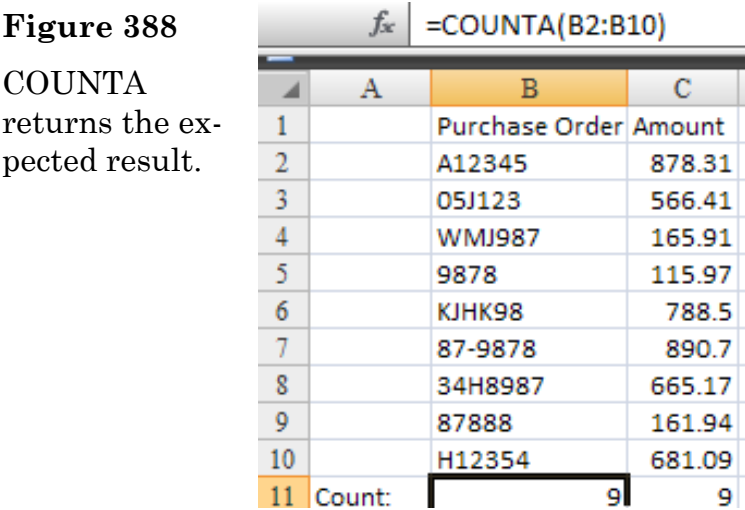 Figure 388
COUNTA
returns the ex-
pected result.
fx =COUNTA(B2:B10)
A B C
1 Purchase Order Amount
2 A12345 878.31
3 05J123 566.41
4 WMJ987 165.91
5 9878 115.97
6 KJHK98 788.5
7 87-9878 890.7
8 34H8987 665.17
9 87888 161.94
10 H12354 681.09
11 Count: 9 9